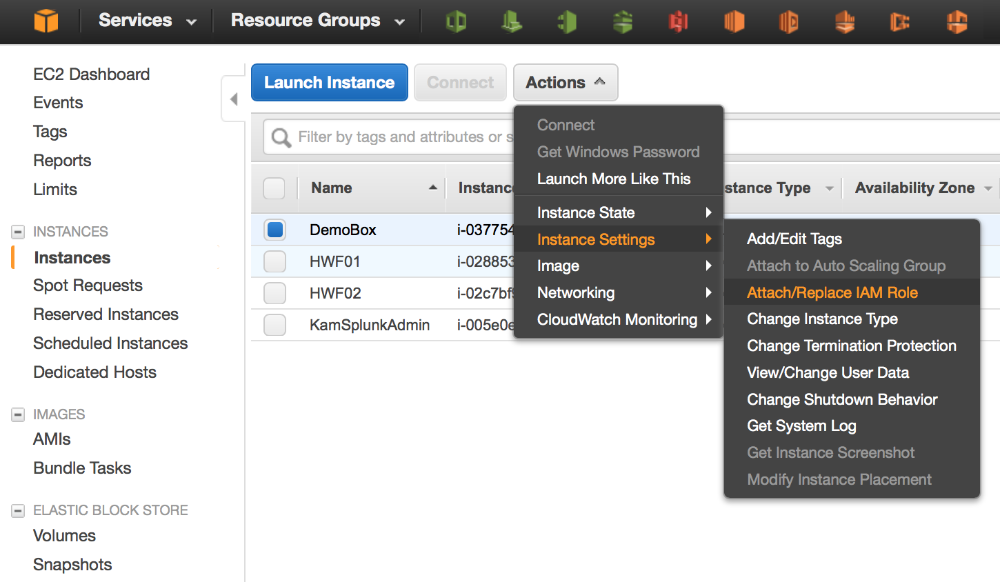 Services
Resource Groups
EC2 Dashboard
Events
Tags
Reports
Limits
INSTANCES
Instances
Spot Requests
Reserved Instances
Scheduled Instances
Dedicated Hosts
IMAGES
AMIs
Bundle Tasks
ELASTIC BLOCK STORE
Volumes
Snapshots
Launch Instance
Connect
Actions
Filter by tags and attributes or s
Name
Instanc
stance Type
Availability Zone
DemoBox
i-037754
HWF01
i-028853
HWF02
i-02c7bf9
KamSplunkAdmin
i-005e0e
Connect
Get Windows Password
Launch More Like This
Instance State
Instance Settings
Image
Networking
CloudWatch Monitoring
Add/Edit Tags
Attach to Auto Scaling Group
Attach/Replace IAM Role
Change Instance Type
Change Termination Protection
View/Change User Data
Change Shutdown Behavior
Get System Log
Get Instance Screenshot
Modify Instance Placement